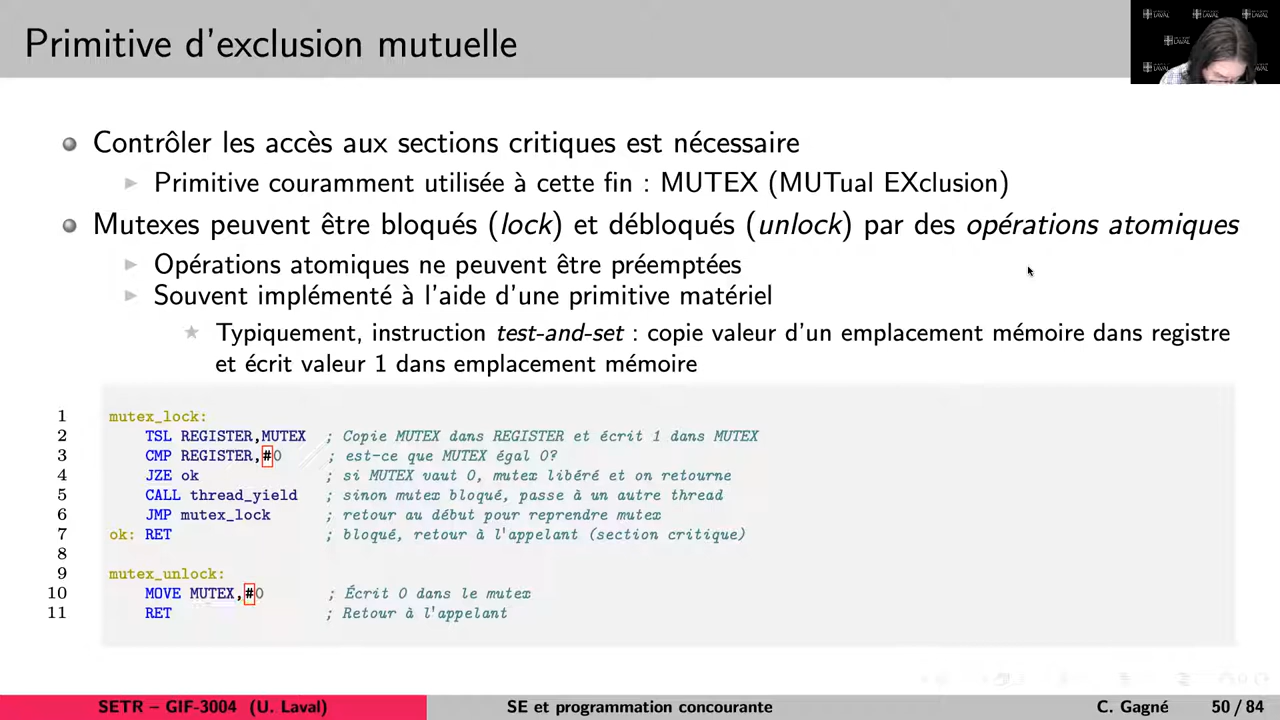 Primitive d'exclusion mutuelle
Contrôler les accès aux sections critiques est nécessaire
Primitive couramment utilisée à cette fin : MUTEX (MUTual EXclusion)
Mutexes peuvent être bloqués (lock) et débloqués (unlock) par des opérations atomiques
Opérations atomiques ne peuvent être préemptées
Souvent implémenté à l'aide d'une primitive matériel
Typiquement, instruction test-and-set : copie valeur d'un emplacement mémoire dans registre
et écrit valeur 1 dans emplacement mémoire
1 mutex_lock:
2 TSL REGISTER,MUTEX ; Copie MUTEX dans REGISTER et écrit 1 dans MUTEX
3 CMP REGISTER,#0 ; est-ce que MUTEX égal 0?
4 JZE ok ; si MUTEX vaut 0, mutex libéré et on retourne
5 CALL thread_yield ; sinon mutex bloqué, passe à un autre thread
6 JMP mutex_lock ; retour au début pour reprendre mutex
7 ok: RET ; bloqué, retour à l'appelant (section critique)
8
9 mutex_unlock:
10 MOVE MUTEX,#0 ; Écrit 0 dans le mutex
11 RET ; Retour à l'appelant
SETR – GIF-3004 (U. Laval) SE et programmation concourante C. Gagné 50 / 84